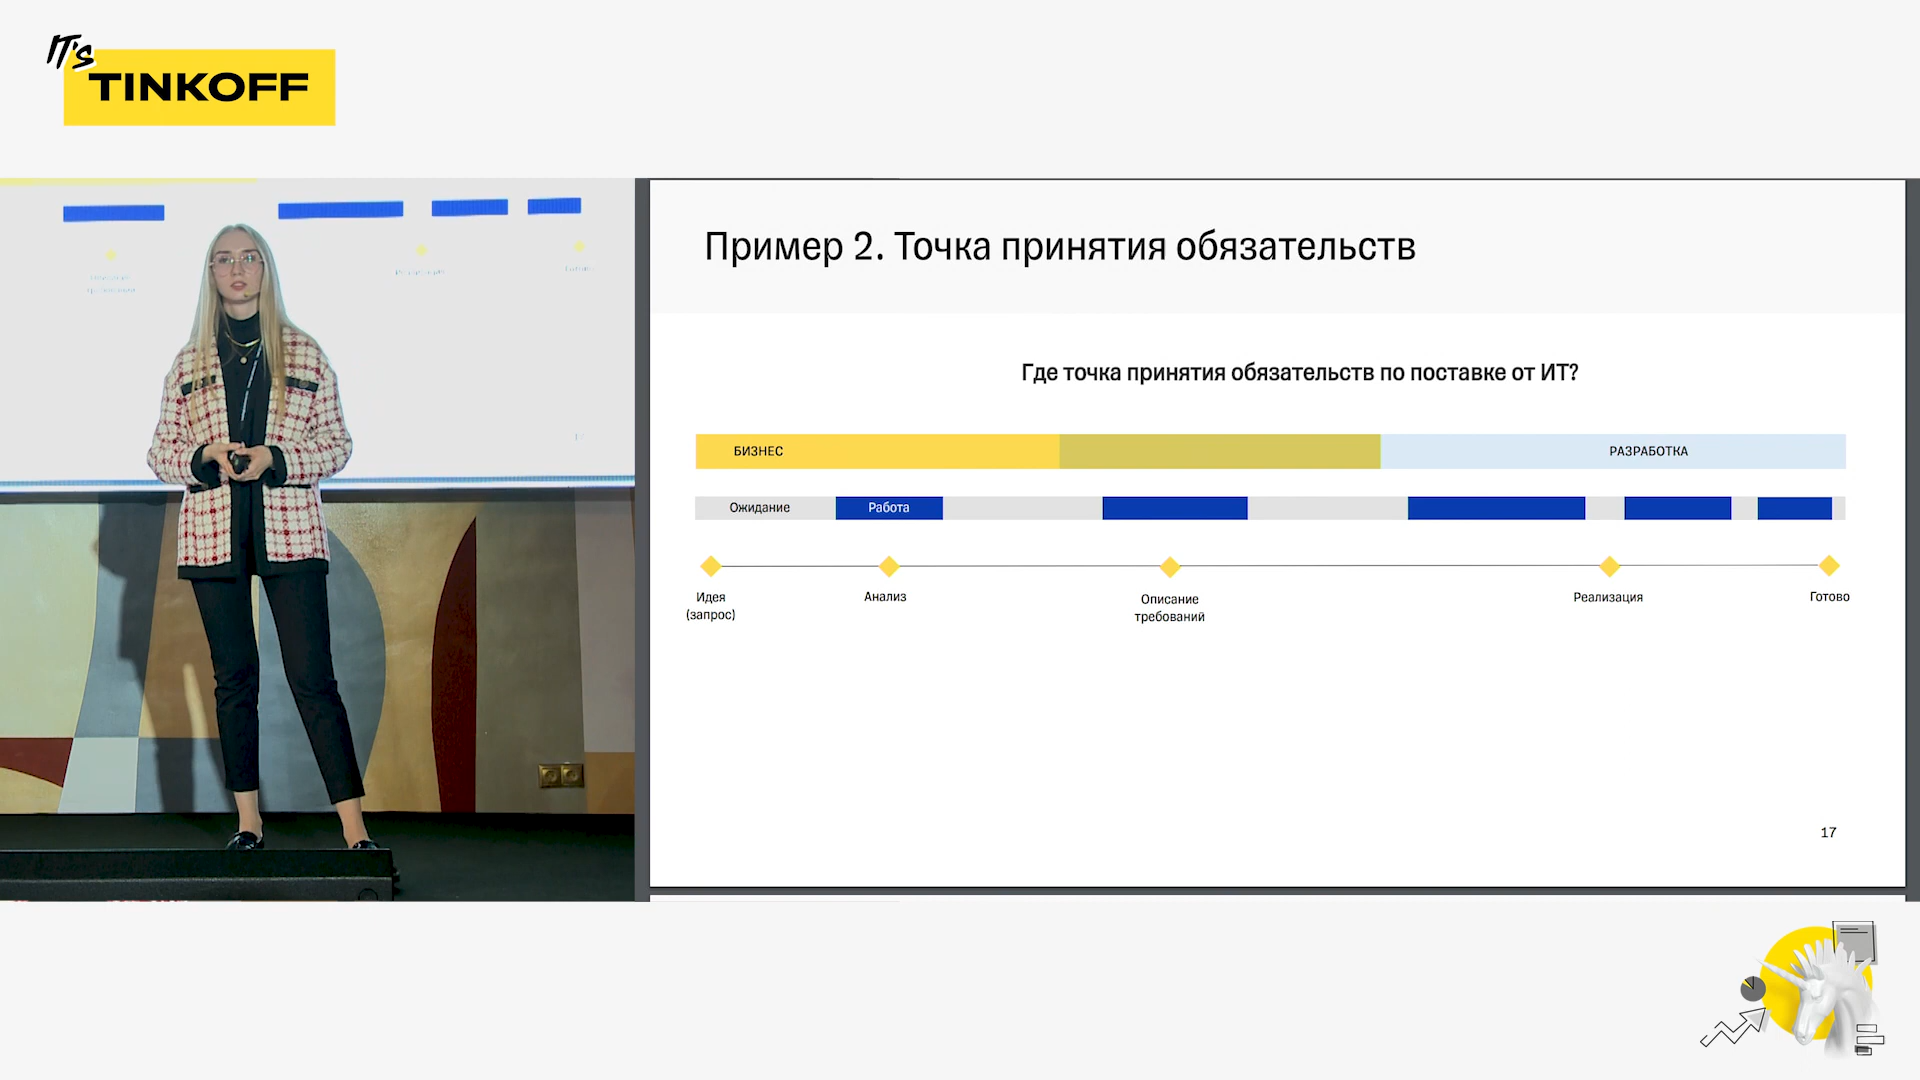 IT's
TINKOFF
Пример 2. Точка принятия обязательств
Где точка принятия обязательств по поставке от ИТ?
БИЗНЕС
РАЗРАБОТКА
Ожидание
Работа
Идея
(запрос)
Анализ
Описание
требований
Реализация
Готово
17